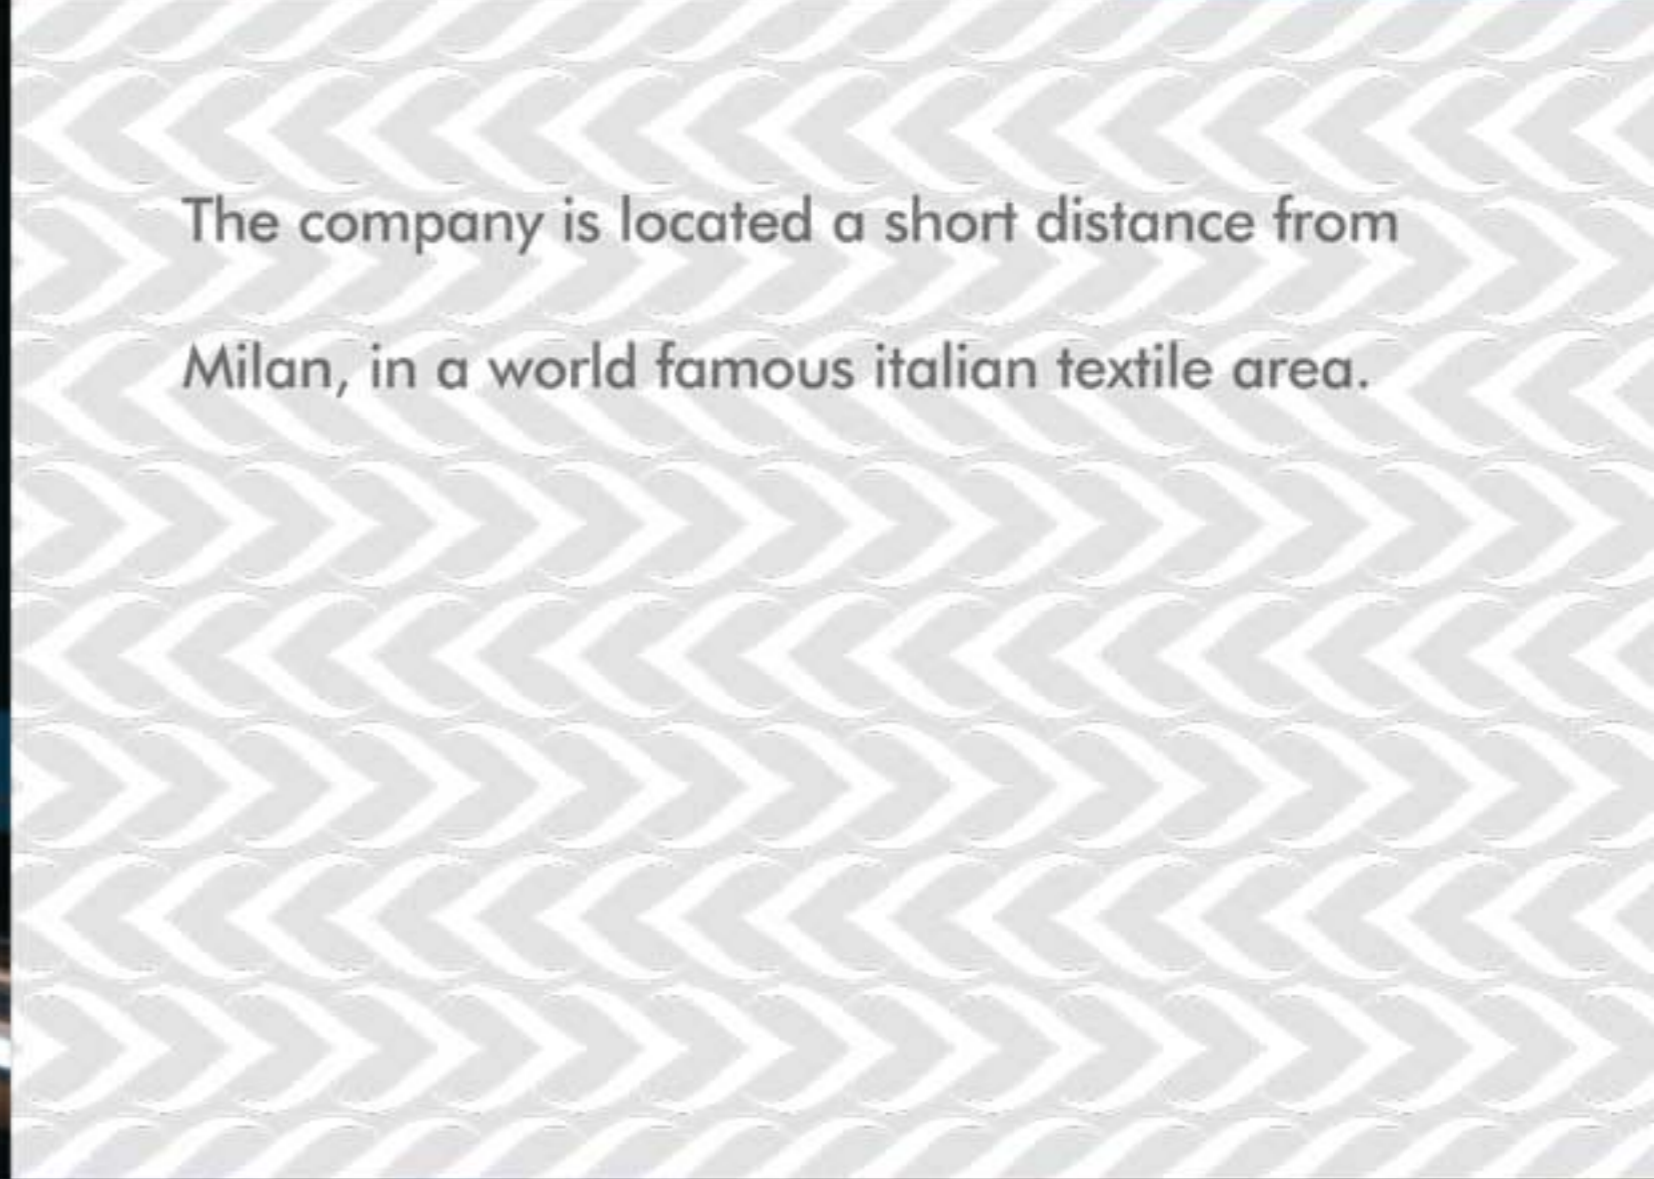 The company is located a short distance from
Milan, in a world famous italian textile area.